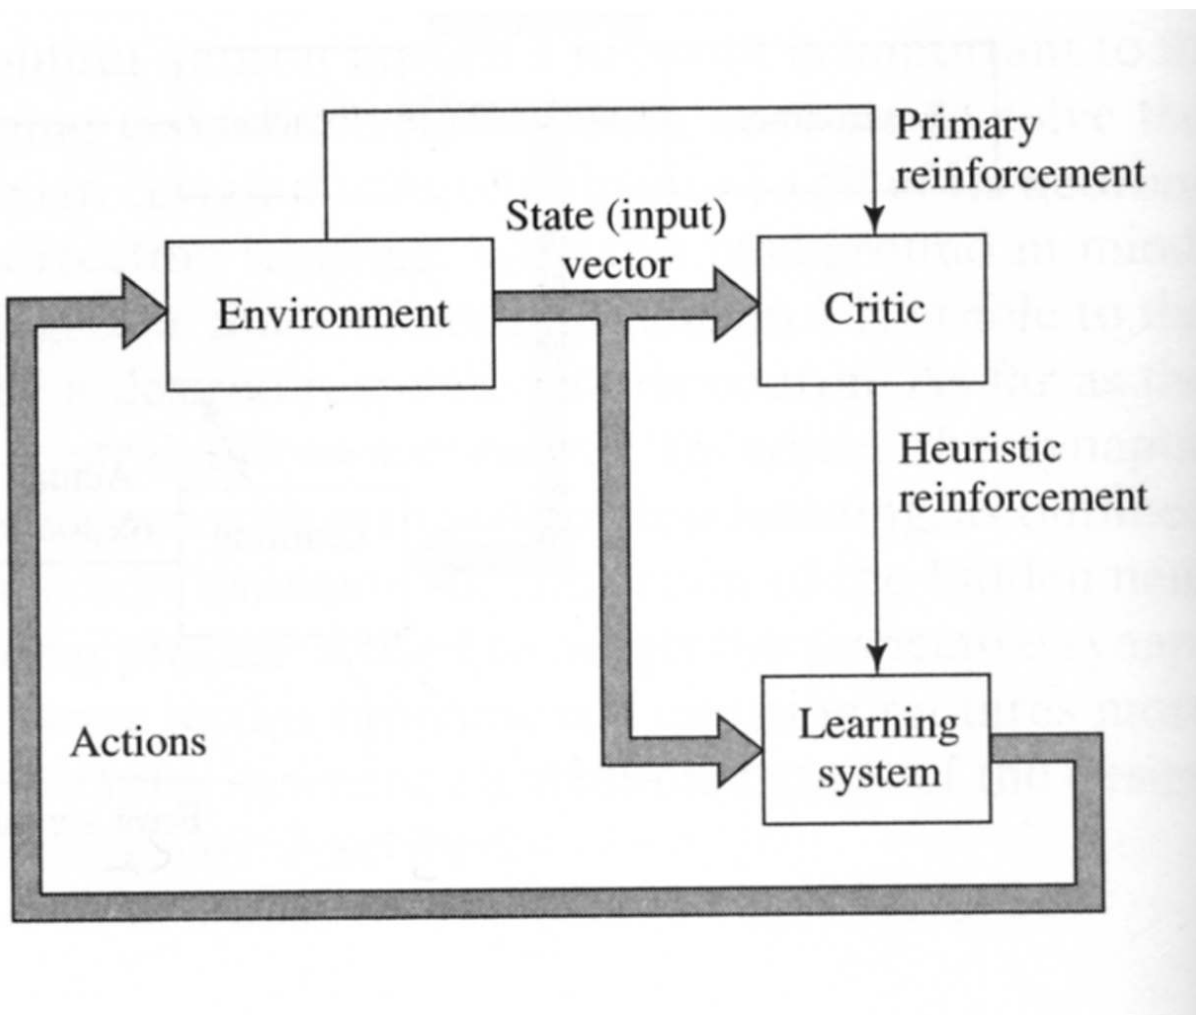 Primary
reinforcement
State (input)
vector
Environment
Critic
Heuristic
reinforcement
Learning
system
Actions